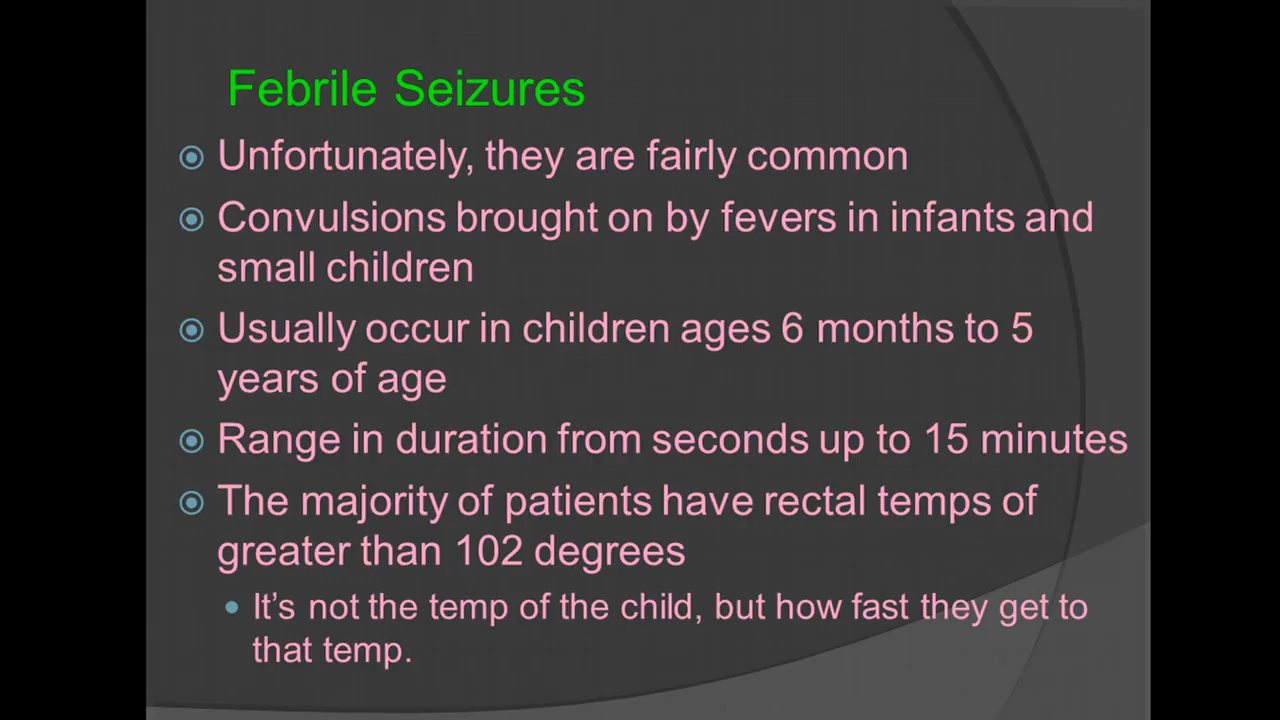 Febrile Seizures
Unfortunately, they are fairly common
Convulsions brought on by fevers in infants and
small children
Usually occur in children ages 6 months to 5
years of age
Range in duration from seconds up to 15 minutes
The majority of patients have rectal temps of
greater than 102 degrees
It’s not the temp of the child, but how fast they get to
that temp.